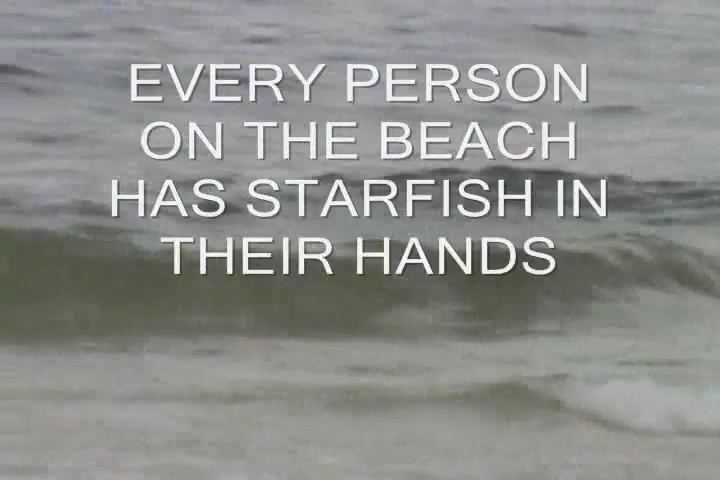 EVERY PERSON
ON THE BEACH
HAS STARFISH IN
THEIR HANDS